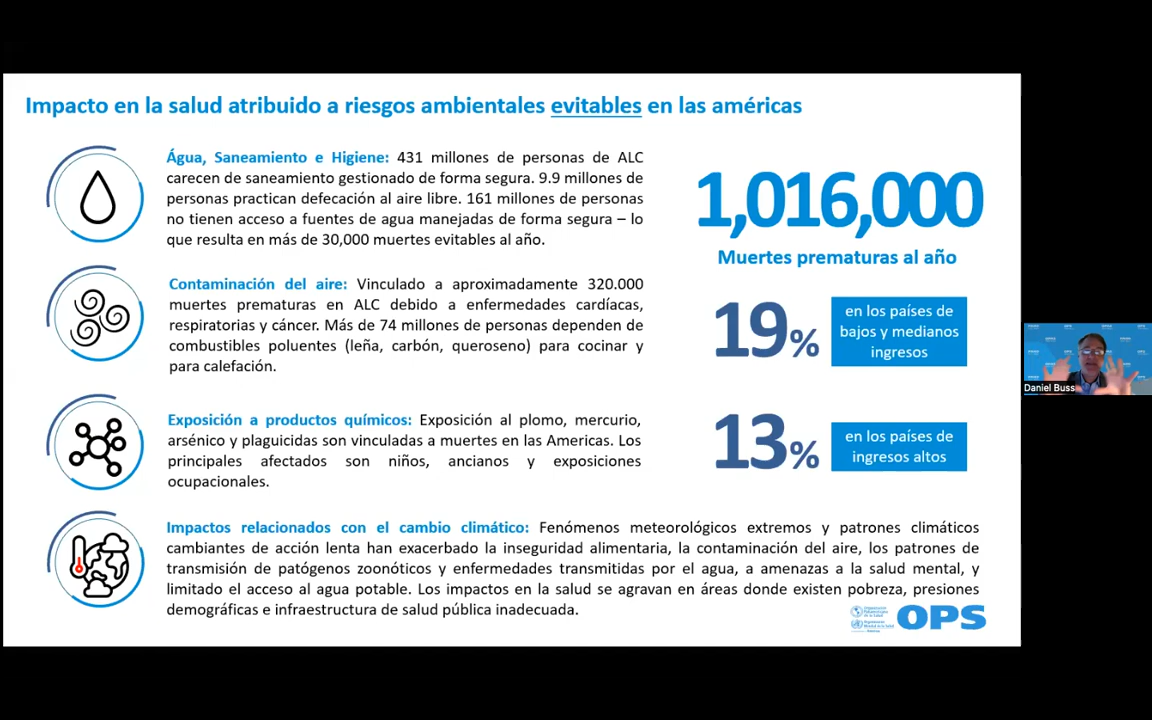 Impacto en la salud atribuido a riesgos ambientales evitables en las américas
Água, Saneamiento e Higiene: 431 millones de personas de ALC
carecen de saneamiento gestionado de forma segura. 9.9 millones de
personas practican defecación al aire libre. 161 millones de personas
no tienen acceso a fuentes de agua manejadas de forma segura – lo
que resulta en más de 30,000 muertes evitables al año.
Contaminación del aire: Vinculado a aproximadamente 320.000
muertes prematuras en ALC debido a enfermedades cardíacas,
respiratorias y cáncer. Más de 74 millones de personas dependen de
combustibles poluentes (leña, carbón, queroseno) para cocinar y
para calefación.
Exposición a productos químicos: Exposición al plomo, mercurio,
arsénico y plaguicidas son vinculadas a muertes en las Americas. Los
principales afectados son niños, ancianos y exposiciones
ocupacionales.
Impactos relacionados con el cambio climático: Fenómenos meteorológicos extremos y patrones climáticos
cambiantes de acción lenta han exacerbado la inseguridad alimentaria, la contaminación del aire, los patrones de
transmisión de patógenos zoonóticos y enfermedades transmitidas por el agua, a amenazas a la salud mental, y
limitado el acceso al agua potable. Los impactos en la salud se agravan en áreas donde existen pobreza, presiones
demográficas e infraestructura de salud pública inadecuada.
1,016,000
Muertes prematuras al año
19%
en los países de
bajos y medianos
ingresos
13%
en los países de
ingresos altos
OPS
Daniel Buss